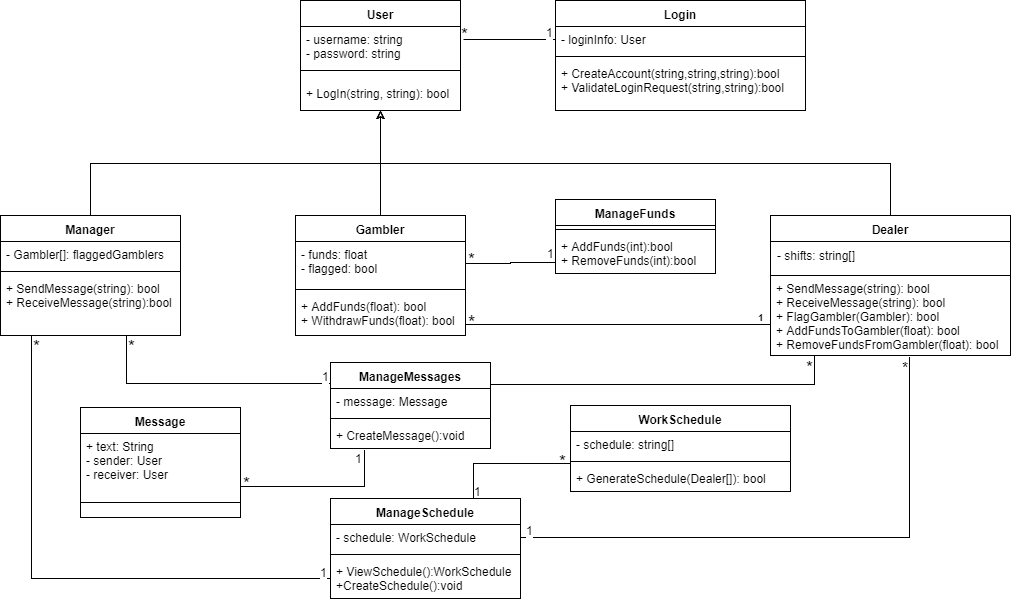 User
- username: string
- password: string
+ LogIn(string, string): bool
*
1
Login
- loginInfo: User
+ CreateAccount(string,string,string):bool
+ ValidateLoginRequest(string,string):bool
Manager
- Gambler[]: flaggedGamblers
+ SendMessage(string): bool
+ ReceiveMessage(string):bool
Gambler
- funds: float
- flagged: bool
+ AddFunds(float): bool
+ WithdrawFunds(float): bool
*
1
*
1
ManageFunds
+ AddFunds(int):bool
+ RemoveFunds(int):bool
Dealer
- shifts: string[]
+ SendMessage(string): bool
+ ReceiveMessage(string): bool
+ FlagGambler(Gambler): bool
+ AddFundsToGambler(float): bool
+ RemoveFundsFromGambler(float): bool
*
*
1
*
*
ManageMessages
- message: Message
+ CreateMessage():void
1
*
Message
+ text: String
- sender: User
- receiver: User
WorkSchedule
- schedule: string[]
+ GenerateSchedule(Dealer[]): bool
*
1
ManageSchedule
- schedule: WorkSchedule
+ ViewSchedule():WorkSchedule
+CreateSchedule():void
1
1